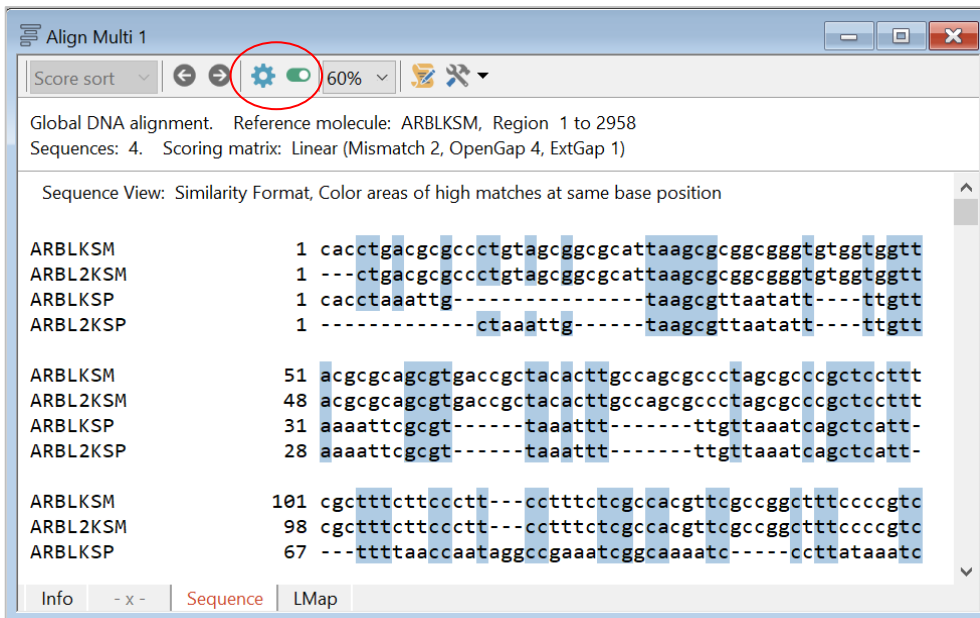 Align Multi 1
Score sort 60%
Global DNA alignment. Reference molecule: ARBLKSM, Region 1 to 2958
Sequences: 4. Scoring matrix: Linear (Mismatch 2, OpenGap 4, ExtGap 1)
Sequence View: Similarity Format, Color areas of high matches at same base position
ARBLKSM 1 cacctgacgcgccctgtagcggcgcattaagcgcggcgggtgtggtggtt
ARBL2KSM 1 ---ctgacgcgccctgtagcggcgcattaagcgcggcgggtgtggtggtt
ARBLKSP 1 cacctaaattg----------------taagcgttaatatt----ttgtt
ARBL2KSP 1 -------------ctaaattg------taagcgttaatatt----ttgtt
ARBLKSM 51 acgcgcagcgtgaccgctacacttgccagcgccctagcgcccgctccttt
ARBL2KSM 48 acgcgcagcgtgaccgctacacttgccagcgccctagcgcccgctccttt
ARBLKSP 31 aaaattcgcgt------taaattt-------ttgttaaatcagctcatt-
ARBL2KSP 28 aaaattcgcgt------taaattt-------ttgttaaatcagctcatt-
ARBLKSM 101 cgctttcttcccttt---cctttctcgccacgttcgccggctttccccgtc
ARBL2KSM 98 cgctttcttcccttt---cctttctcgccacgttcgccggctttccccgtc
ARBLKSP 67 ---ttttaaccaataggccgaaatcggcaaaatc-----ccttataaatc
Info - x - Sequence LMap